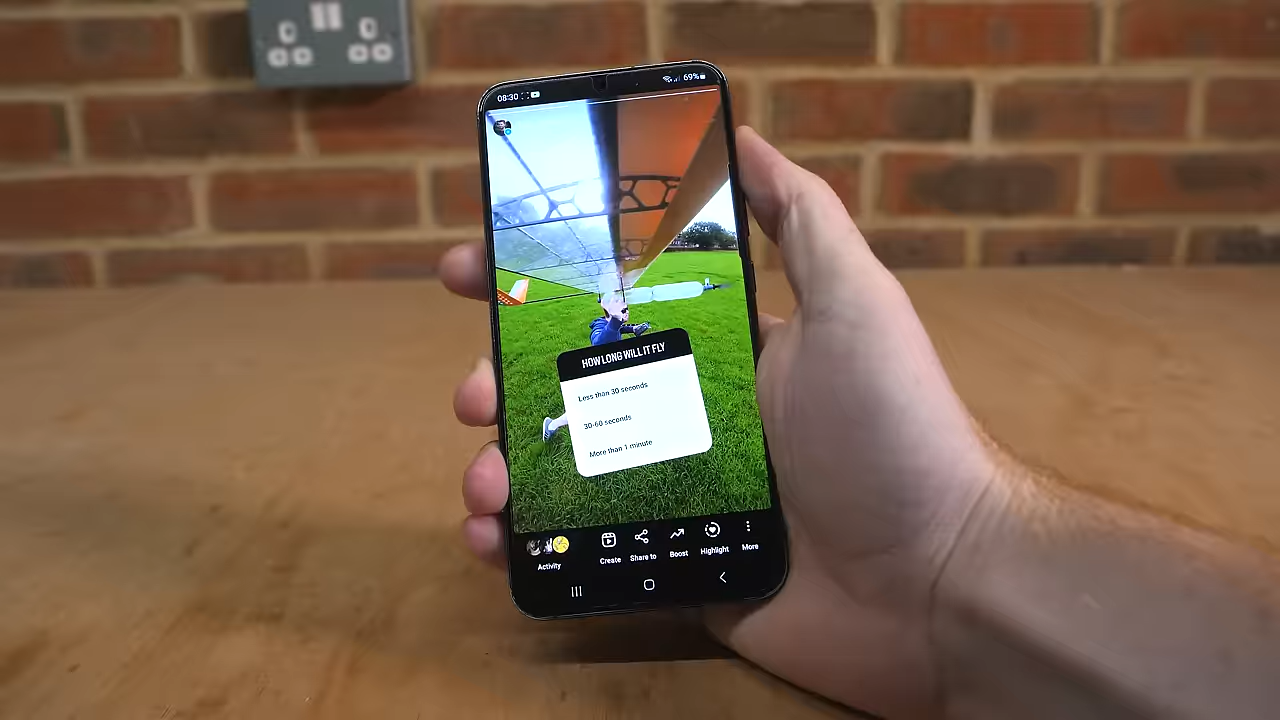 08:30
69%
HOW LONG WILL IT FLY
Less than 30 seconds
30-60 seconds
More than 1 minute
Activity
Create
Share to
Boost
Highlight
More